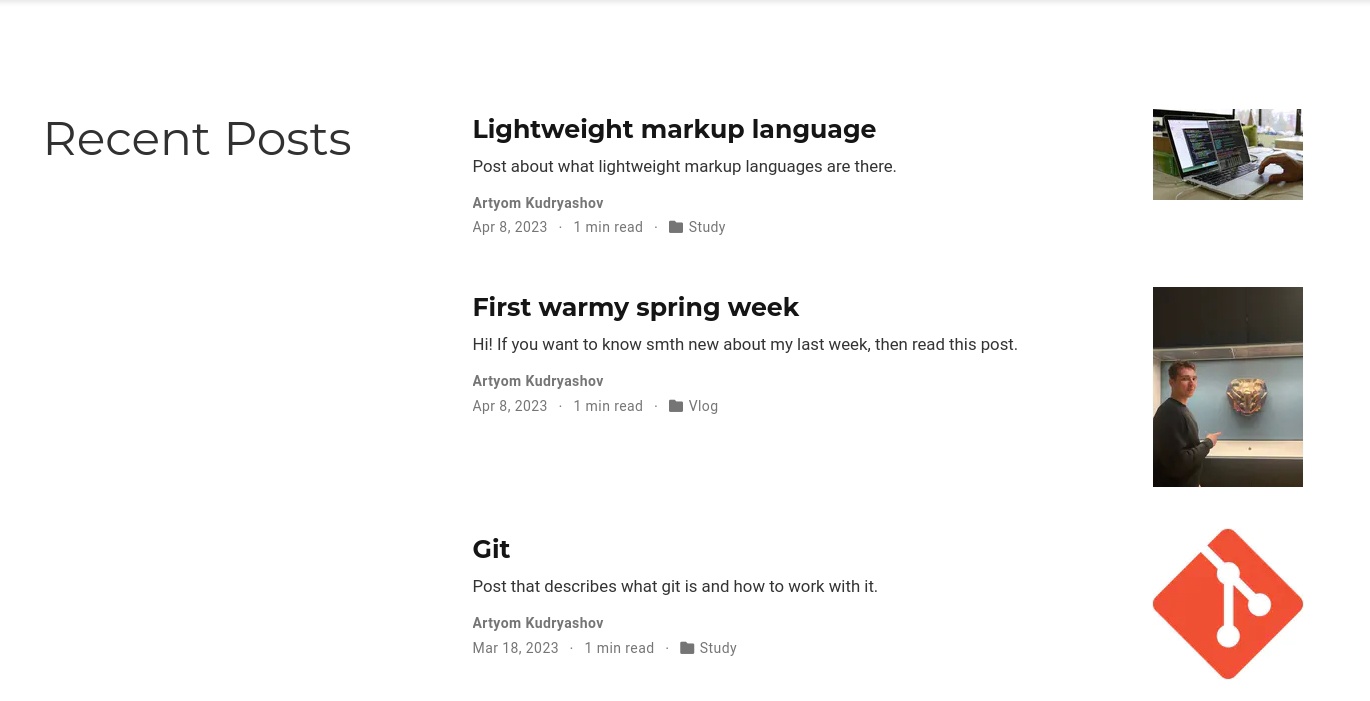 Recent Posts
Lightweight markup language
Post about what lightweight markup languages are there.
Artyom Kudryashov
Apr 8, 2023 · 1 min read · Study
First warmy spring week
Hi! If you want to know smth new about my last week, then read this post.
Artyom Kudryashov
Apr 8, 2023 · 1 min read · Vlog
Git
Post that describes what git is and how to work with it.
Artyom Kudryashov
Mar 18, 2023 · 1 min read · Study